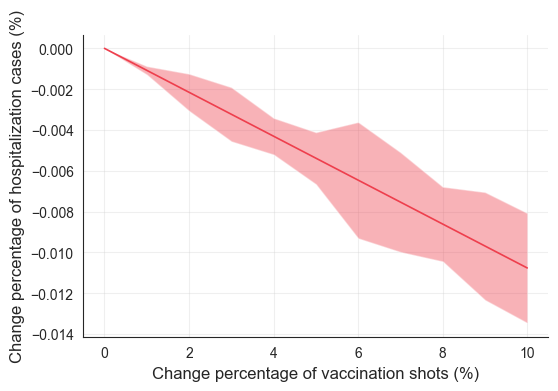 Change percentage of hospitalization cases (%)
0.000
−0.002
−0.004
−0.006
−0.008
−0.010
−0.012
−0.014
0 2 4 6 8 10
Change percentage of vaccination shots (%)